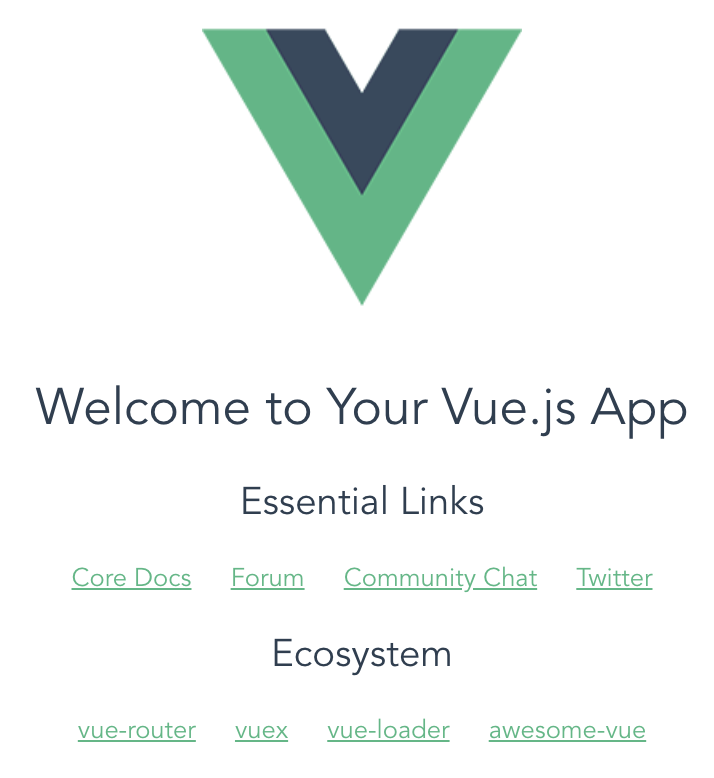 Welcome to Your Vue.js App
Essential Links
Core Docs Forum Community Chat Twitter
Ecosystem
vue-router vuex vue-loader awesome-vue